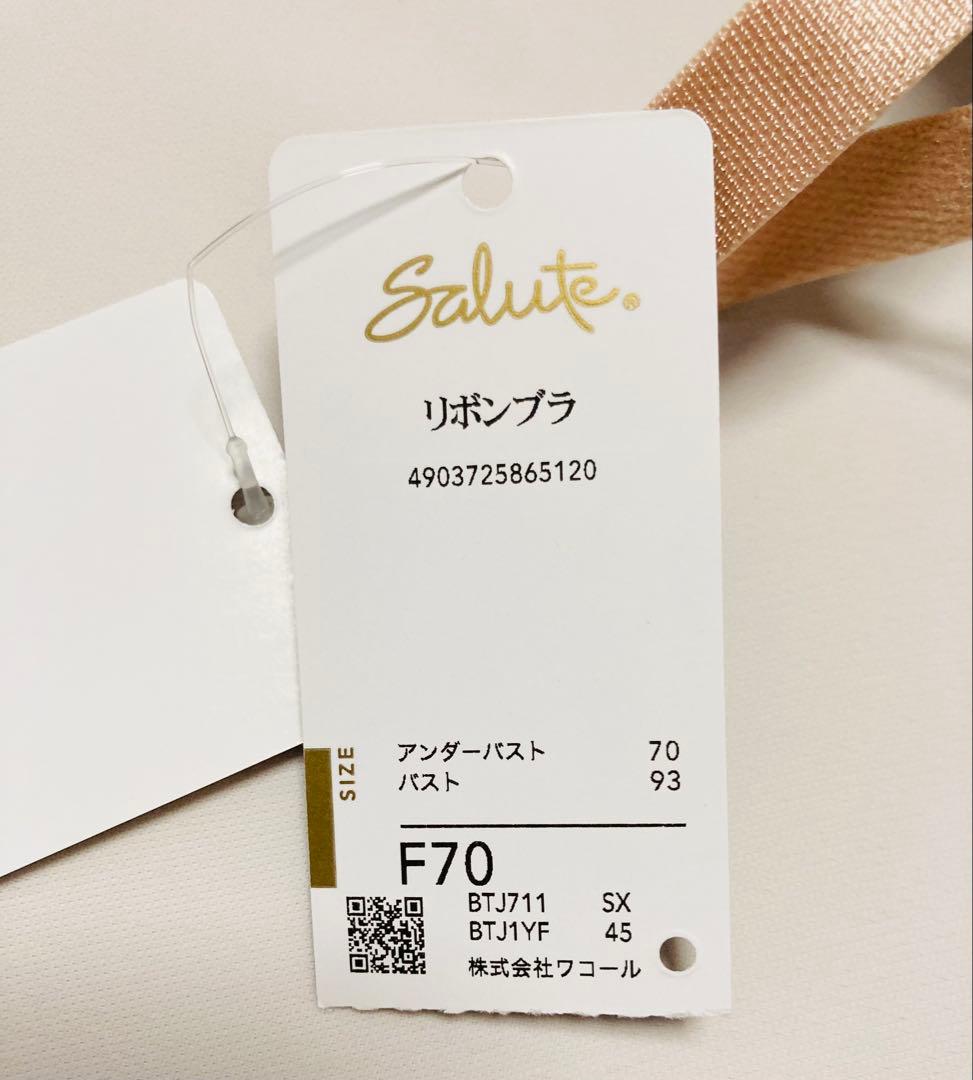 Salute®
リボンブラ
4903725865120
SIZE
アンダーバスト 70
バスト 93
F70
BTJ711 SX
BTJ1YF 45
株式会社ワコール